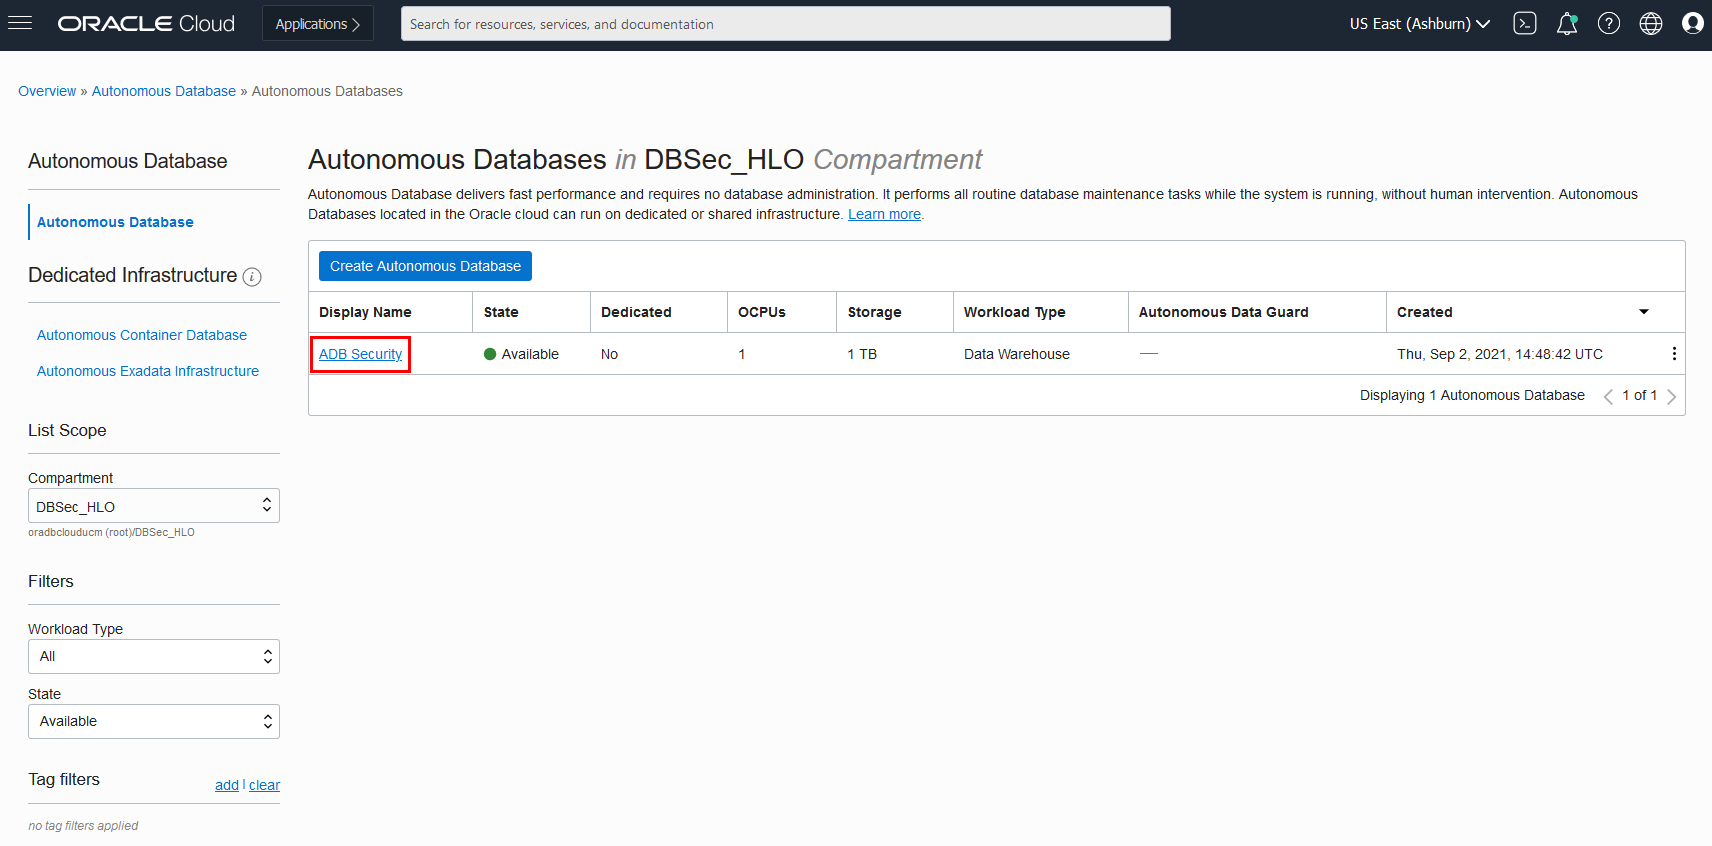 ORACLE Cloud
Applications
Search for resources, services, and documentation
US East (Ashburn)
Overview » Autonomous Database » Autonomous Databases
Autonomous Database
Autonomous Database
Dedicated Infrastructure i
Autonomous Container Database
Autonomous Exadata Infrastructure
List Scope
Compartment
DBSec_HLO
oradbclouducm (root)/DBSec_HLO
Filters
Workload Type
All
State
Available
Tag filters add | clear
no tag filters applied
Autonomous Databases in DBSec_HLO Compartment
Autonomous Database delivers fast performance and requires no database administration. It performs all routine database maintenance tasks while the system is running, without human intervention. Autonomous
Databases located in the Oracle cloud can run on dedicated or shared infrastructure. Learn more.
Create Autonomous Database
Display Name State Dedicated OCPUs Storage Workload Type Autonomous Data Guard Created
ADB Security Available No 1 1 TB Data Warehouse — Thu, Sep 2, 2021, 14:48:42 UTC
Displaying 1 Autonomous Database 1 of 1